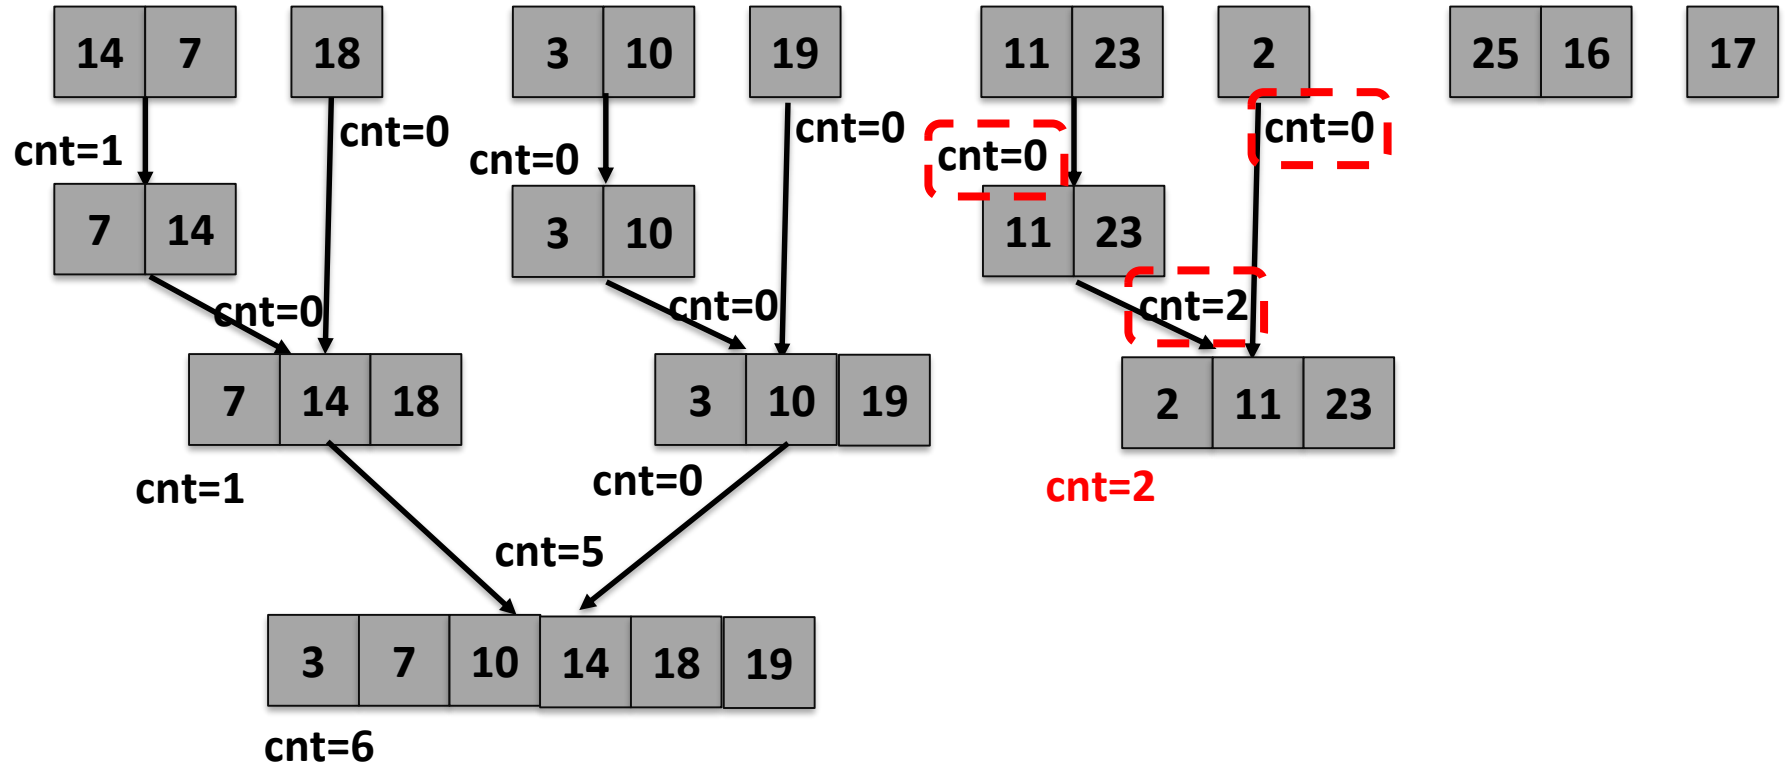 14 7 18 3 10 19 11 23 2 25 16 17
cnt=1 cnt=0 cnt=0 cnt=0 cnt=0 cnt=0
7 14 3 10 11 23
cnt=0 cnt=0 cnt=2
7 14 18 3 10 19 2 11 23
cnt=1 cnt=0 cnt=2
cnt=5
3 7 10 14 18 19
cnt=6